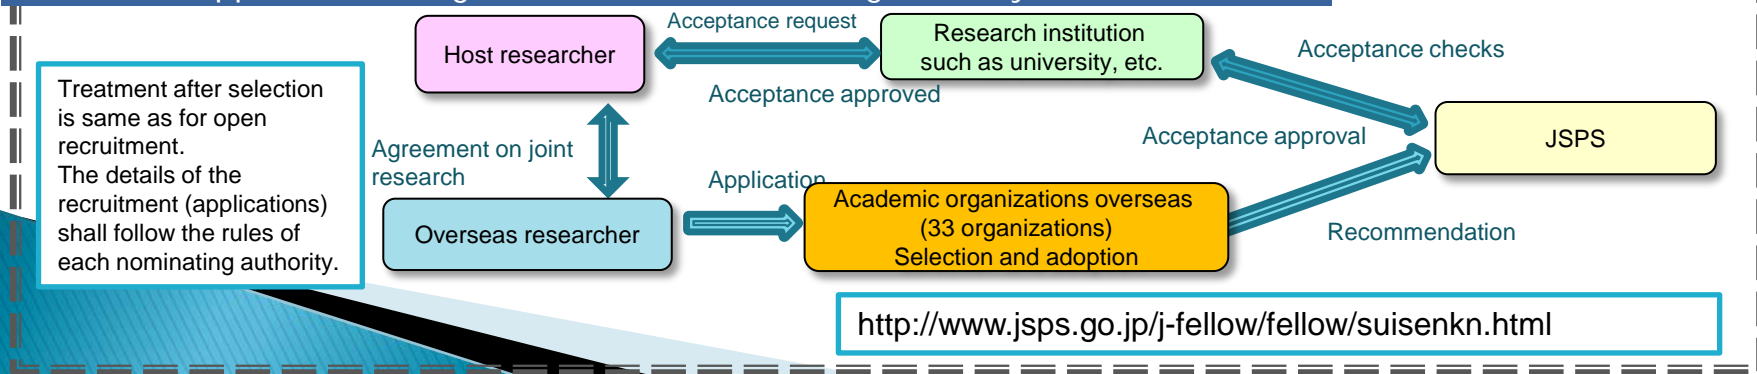 Acceptance request
Host researcher
Research institution
such as university, etc.
Acceptance checks
Treatment after selection
is same as for open
recruitment.
The details of the
recruitment (applications)
shall follow the rules of
each nominating authority.
Acceptance approved
Agreement on joint
research
Acceptance approval
JSPS
Application
Overseas researcher
Academic organizations overseas
(33 organizations)
Selection and adoption
Recommendation
http://www.jsps.go.jp/j-fellow/fellow/suisenkn.html